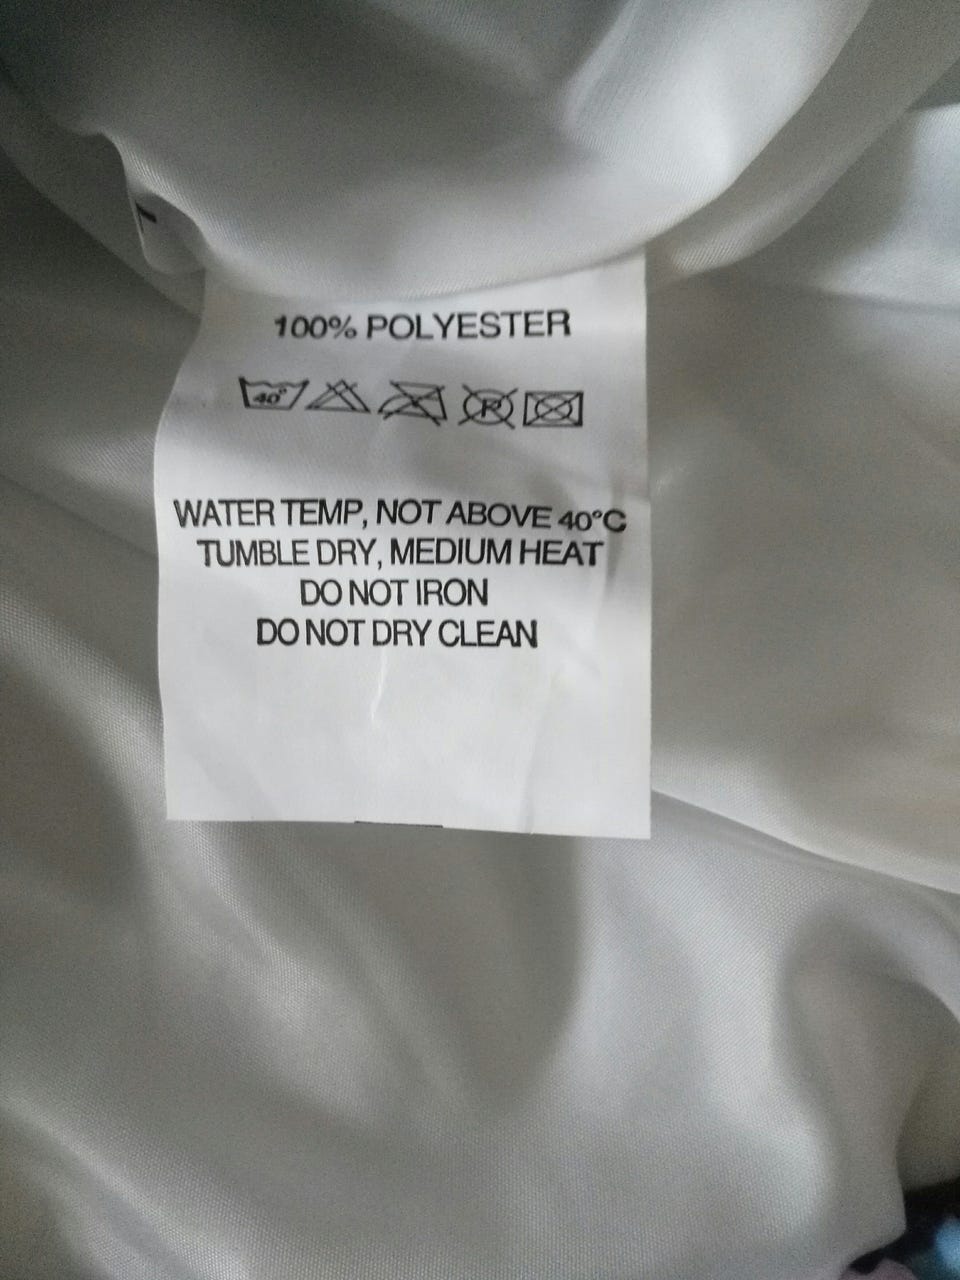 100% POLYESTER
40°
P
WATER TEMP, NOT ABOVE 40°C
TUMBLE DRY, MEDIUM HEAT
DO NOT IRON
DO NOT DRY CLEAN